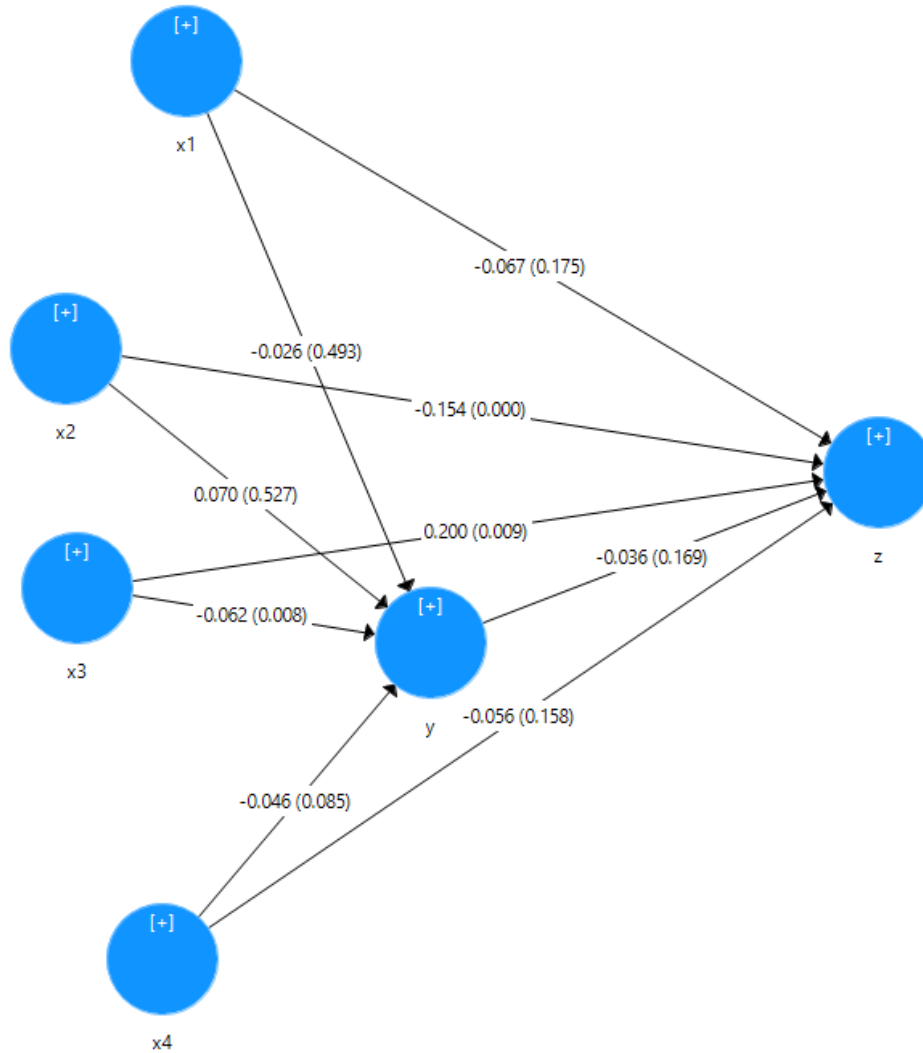 [+]
x1
-0.067 (0.175)
[+]
-0.026 (0.493)
-0.154 (0.000)
x2
[+]
0.070 (0.527)
0.200 (0.009)
[+]
z
-0.036 (0.169)
-0.062 (0.008)
[+]
x3
y
-0.056 (0.158)
-0.046 (0.085)
[+]
x4